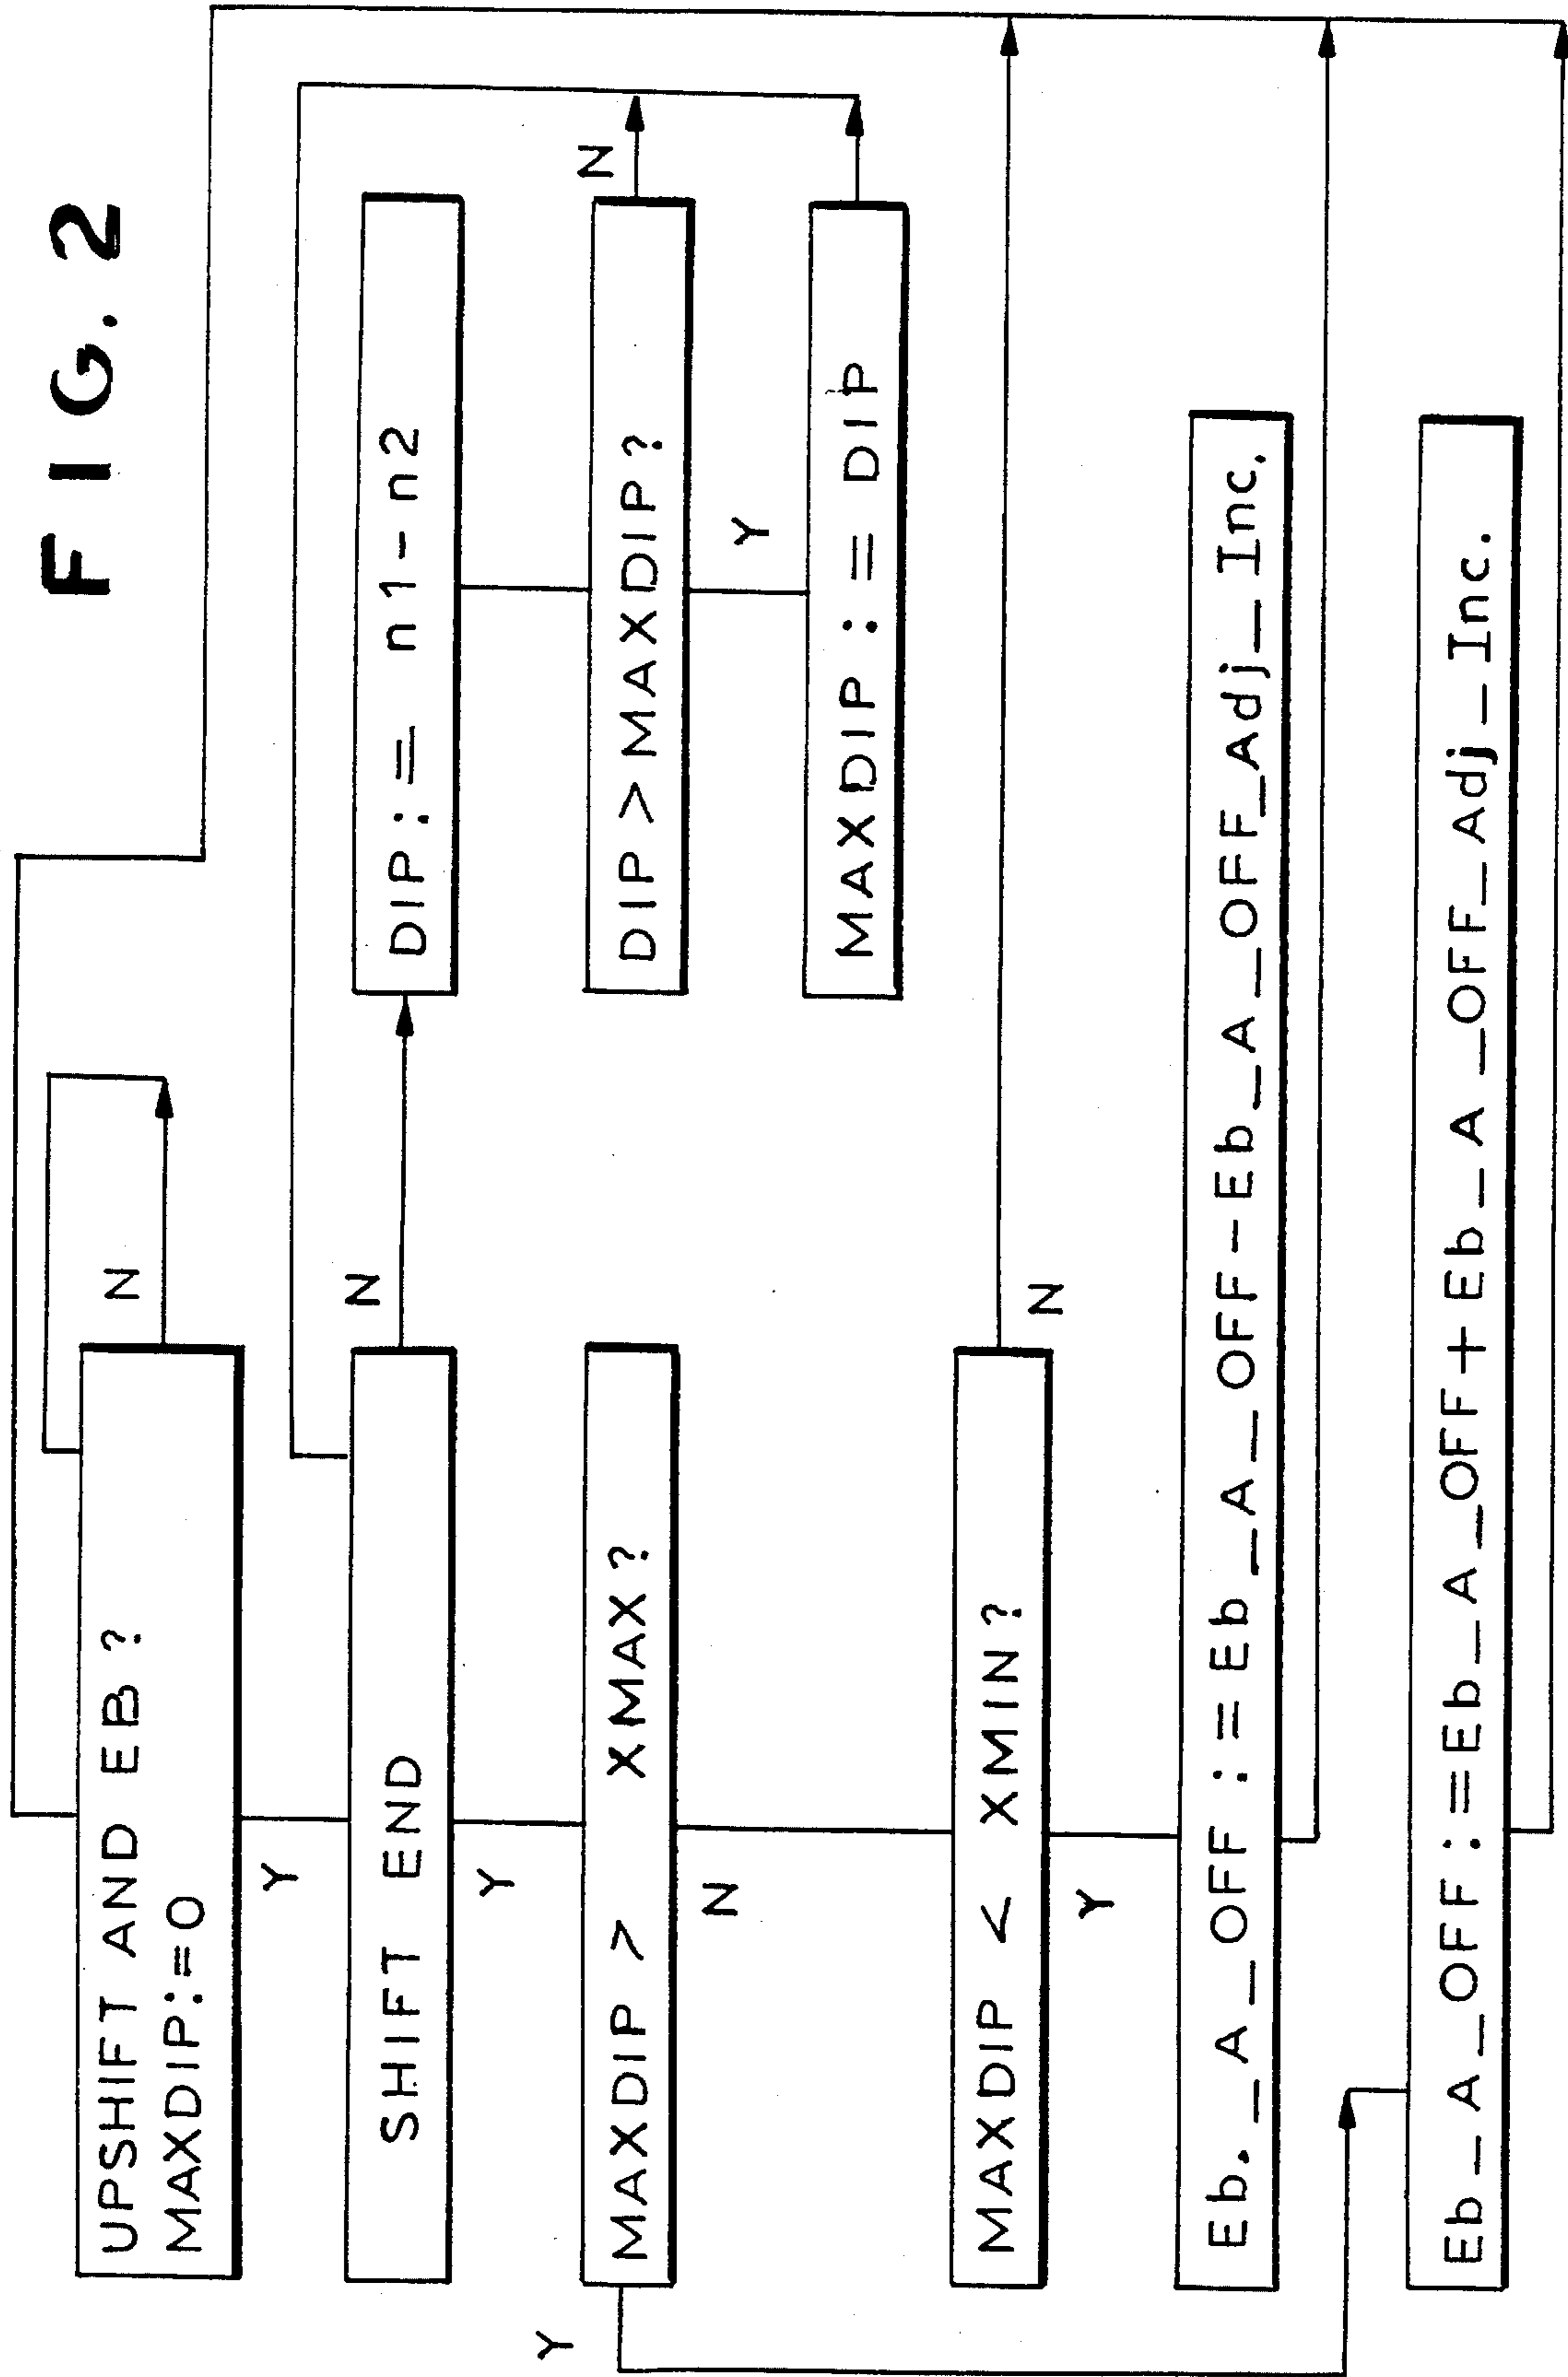 FIG. 2
UPSHIFT AND EB?
MAXDIP:=0
N
Y
SHIFT END
N
DIP := n1-n2
DIP > MAXDIP?
N
Y
MAXDIP := DIP
Y
MAXDIP > XMAX?
Y
N
MAXDIP < XMIN?
N
Y
Eb._A_OFF :=Eb_A_OFF-Eb_A_OFF_Adj_Inc.
Eb_A_OFF :=Eb_A_OFF+Eb_A_OFF_Adj_Inc.